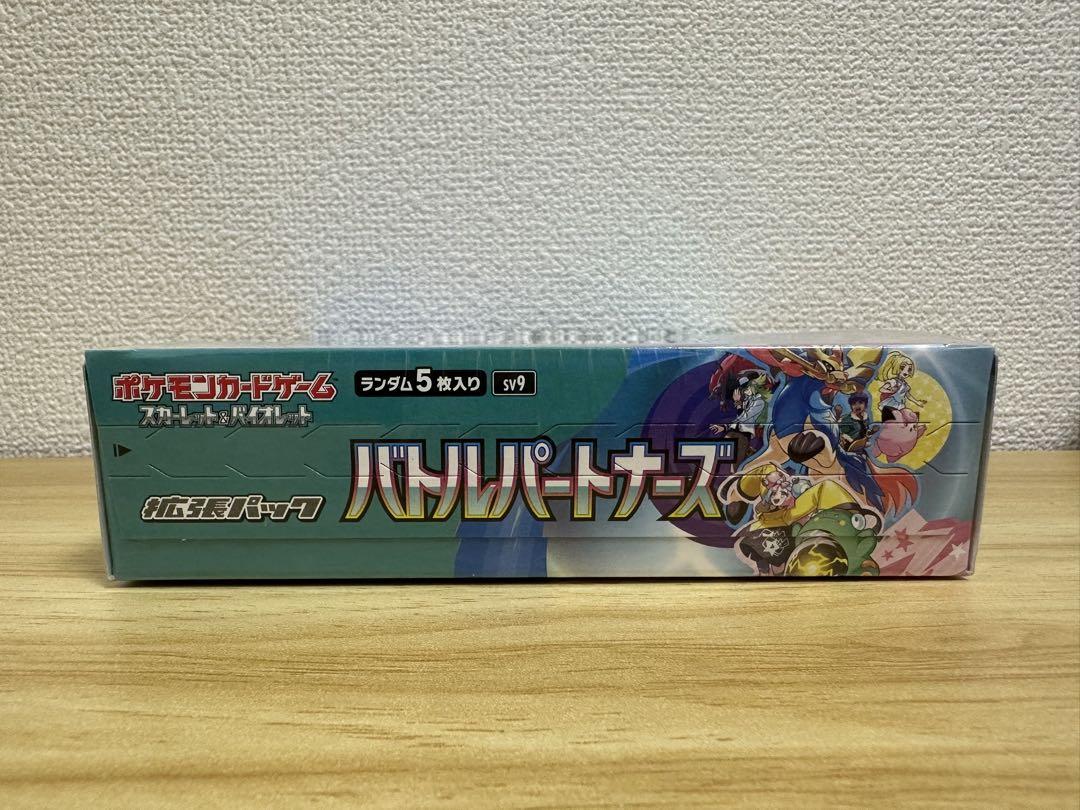 ポケモンカードゲーム
スカーレット&バイオレット
ランダム5枚入り
SV9
拡張パック
バトルパートナーズ